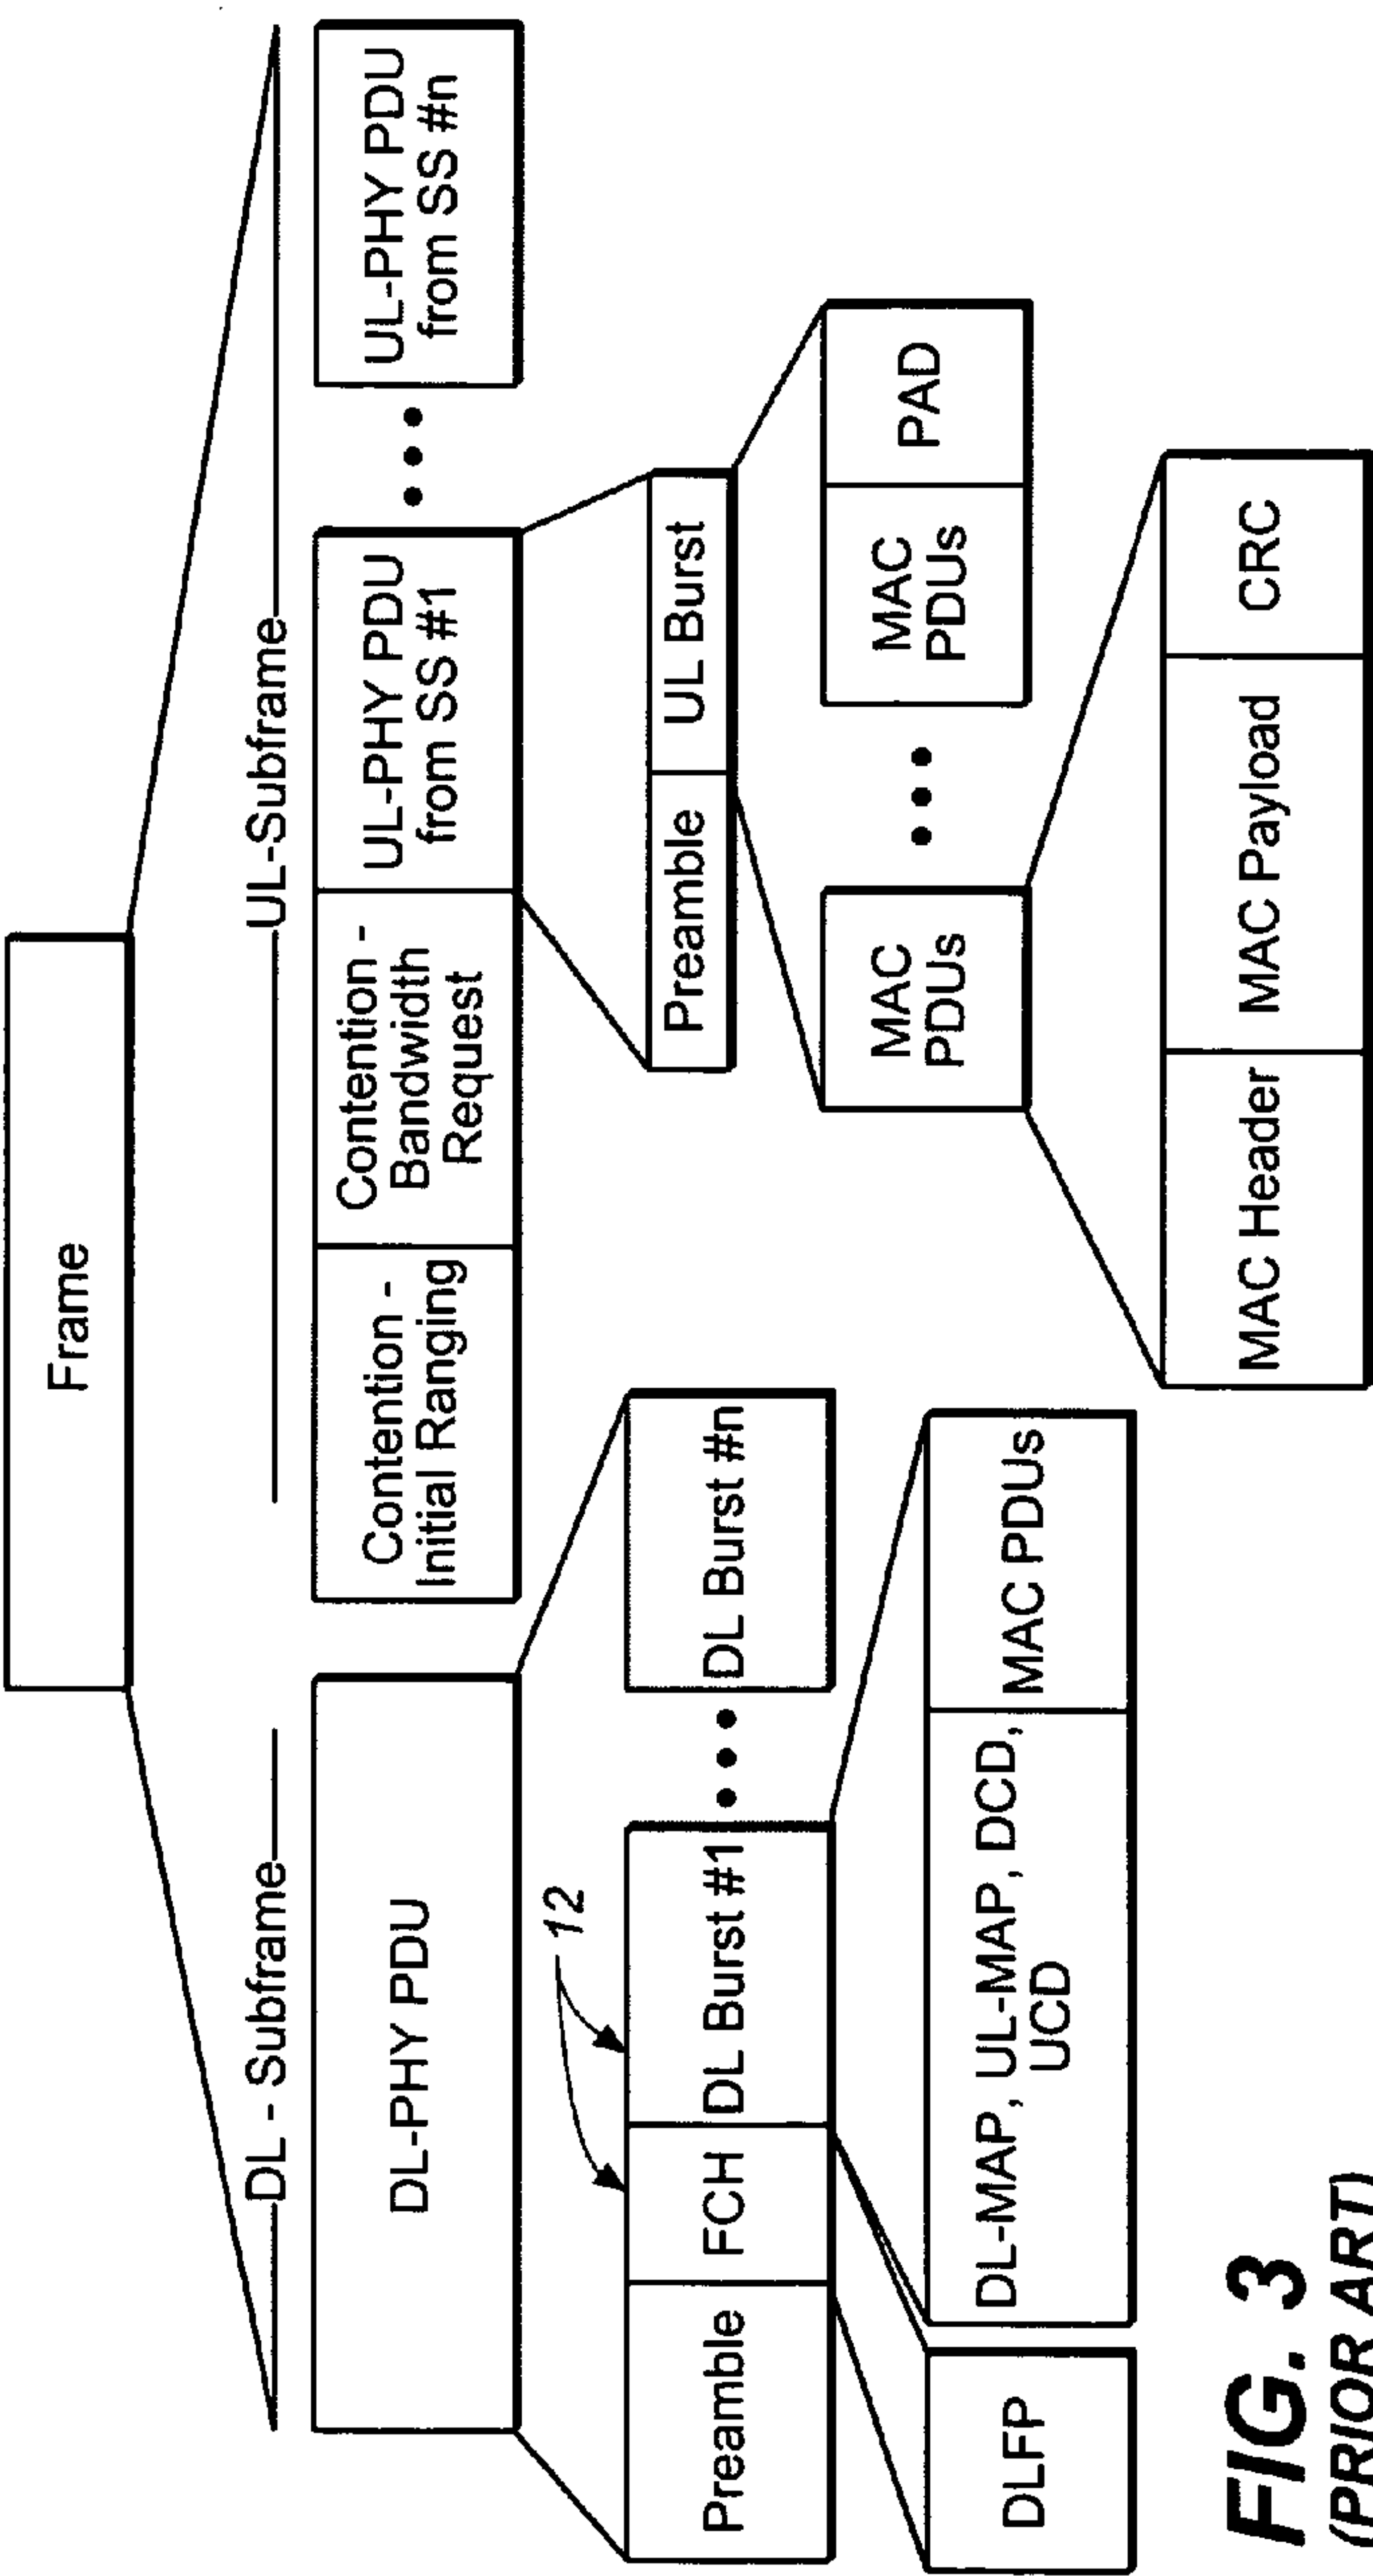 Frame
DL - Subframe
UL-Subframe
DL-PHY PDU
Contention -
Initial Ranging
Contention -
Bandwidth
Request
UL-PHY PDU
from SS #1
UL-PHY PDU
from SS #n
12
Preamble
FCH
DL Burst #1
DL Burst #n
Preamble
UL Burst
DLFP
DL-MAP, UL-MAP, DCD,
UCD
MAC PDUs
MAC
PDUs
MAC
PDUs
PAD
MAC Header
MAC Payload
CRC
FIG. 3
(PRIOR ART)